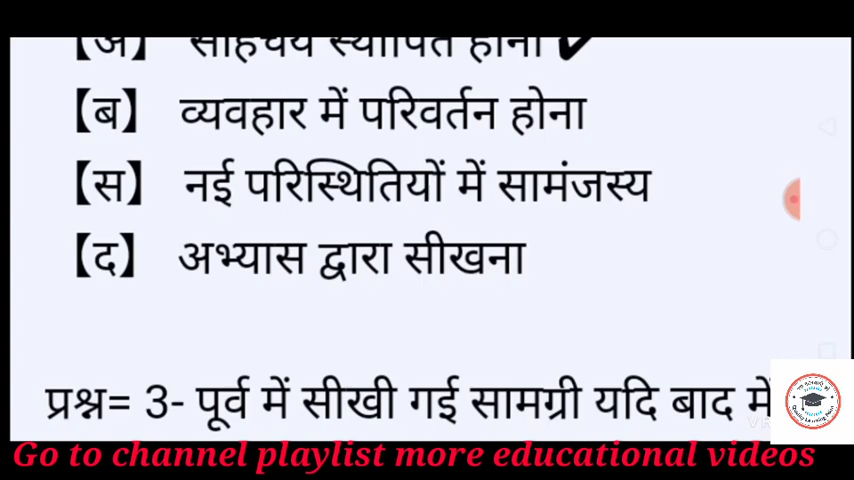 【अ】 साहचर्य स्थापित होना ✔
【ब】 व्यवहार में परिवर्तन होना
【स】 नई परिस्थितियों में सामंजस्य
【द】 अभ्यास द्वारा सीखना
प्रश्न= 3- पूर्व में सीखी गई सामग्री यदि बाद में
Go to channel playlist more educational videos